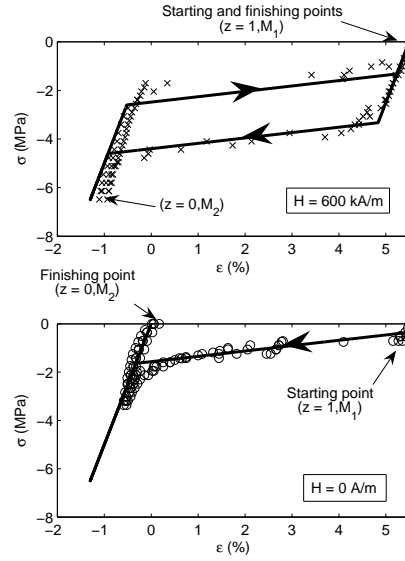 Starting and finishing points
(z = 1,M1)
0
−2
−4
−6
−8
σ (MPa)
(z = 0,M2)
H = 600 kA/m
−2 −1 0 1 2 3 4 5
ε (%)
Finishing point
(z = 0,M2)
0
−2
−4
−6
−8
σ (MPa)
Starting point
(z = 1,M1)
H = 0 A/m
−2 −1 0 1 2 3 4 5
ε (%)